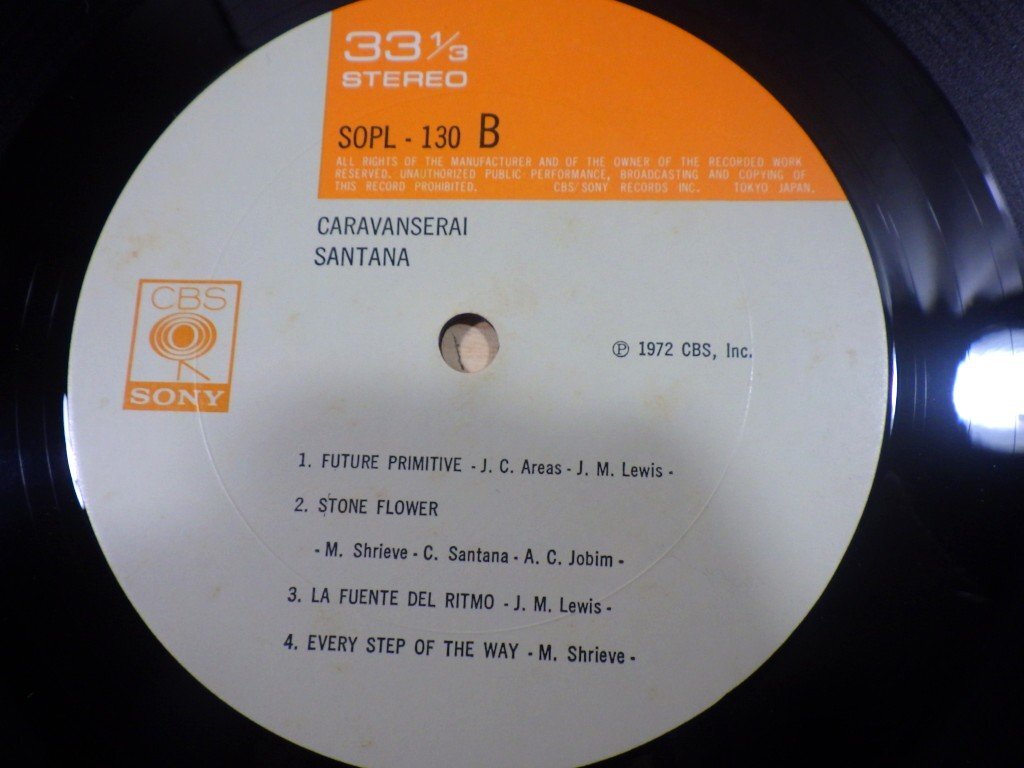 33 1/3
STEREO
SOPL - 130 B
ALL RIGHTS OF THE MANUFACTURER AND OF THE OWNER OF THE RECORDED WORK
RESERVED. UNAUTHORIZED PUBLIC PERFORMANCE, BROADCASTING AND COPYING OF
THIS RECORD PROHIBITED. CBS/SONY RECORDS INC. TOKYO JAPAN.
CARAVANSERAI
SANTANA
CBS
SONY
℗ 1972 CBS, Inc.
1. FUTURE PRIMITIVE - J. C. Areas - J. M. Lewis -
2. STONE FLOWER
- M. Shrieve - C. Santana - A. C. Jobim -
3. LA FUENTE DEL RITMO - J. M. Lewis -
4. EVERY STEP OF THE WAY - M. Shrieve -